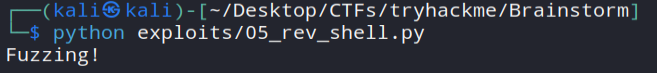 ┌──(kali㉿kali)-[~/Desktop/CTFs/tryhackme/Brainstorm]
└─$ python exploits/05_rev_shell.py
Fuzzing!